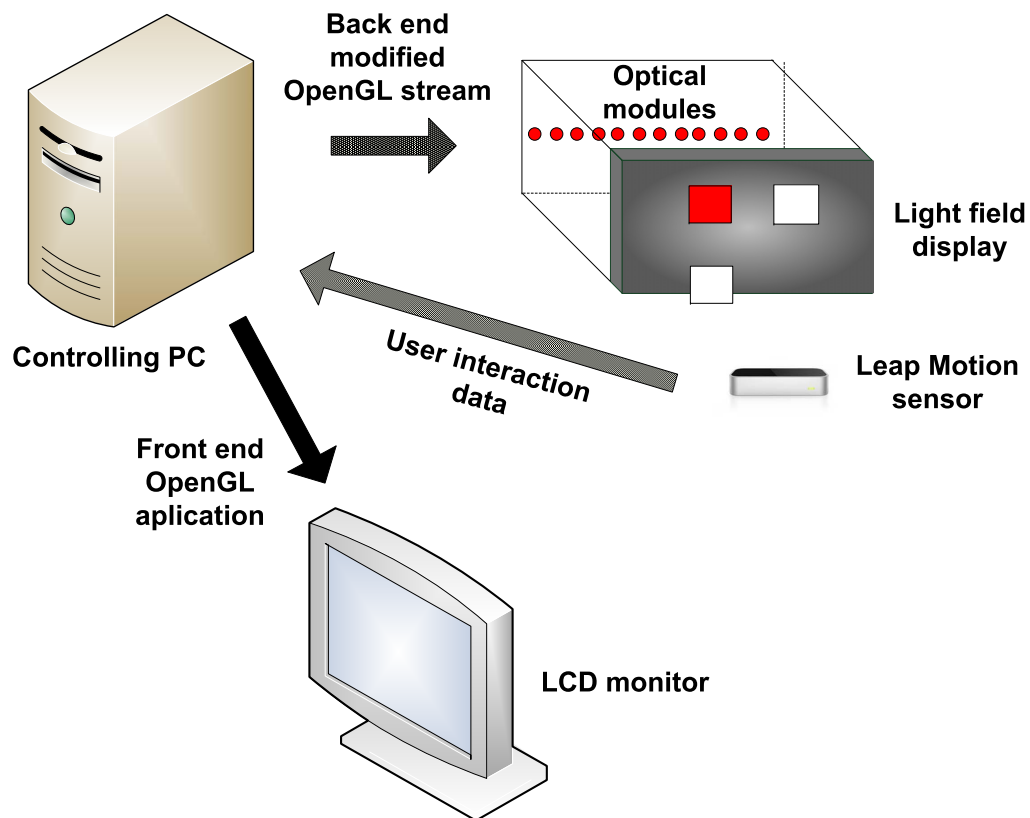 Back end
modified
OpenGL stream
Optical
modules
Light field
display
Controlling PC
User interaction
data
Leap Motion
sensor
Front end
OpenGL
aplication
LCD monitor